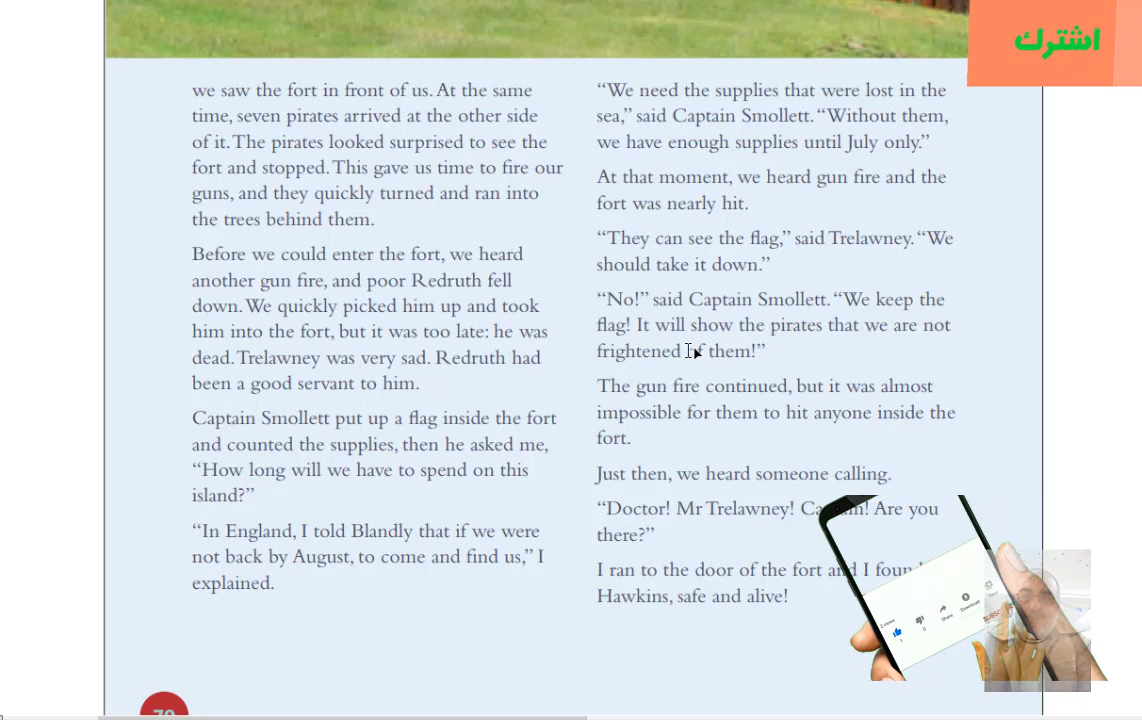 اشترك
we saw the fort in front of us. At the same
time, seven pirates arrived at the other side
of it. The pirates looked surprised to see the
fort and stopped. This gave us time to fire our
guns, and they quickly turned and ran into
the trees behind them.
Before we could enter the fort, we heard
another gun fire, and poor Redruth fell
down. We quickly picked him up and took
him into the fort, but it was too late: he was
dead. Trelawney was very sad. Redruth had
been a good servant to him.
Captain Smollett put up a flag inside the fort
and counted the supplies, then he asked me,
“How long will we have to spend on this
island?”
“In England, I told Blandly that if we were
not back by August, to come and find us,” I
explained.
“We need the supplies that were lost in the
sea,” said Captain Smollett. “Without them,
we have enough supplies until July only.”
At that moment, we heard gun fire and the
fort was nearly hit.
“They can see the flag,” said Trelawney. “We
should take it down.”
“No!” said Captain Smollett. “We keep the
flag! It will show the pirates that we are not
frightened of them!”
The gun fire continued, but it was almost
impossible for them to hit anyone inside the
fort.
Just then, we heard someone calling.
“Doctor! Mr Trelawney! Captain! Are you
there?”
I ran to the door of the fort and I found
Hawkins, safe and alive!
Share
Download